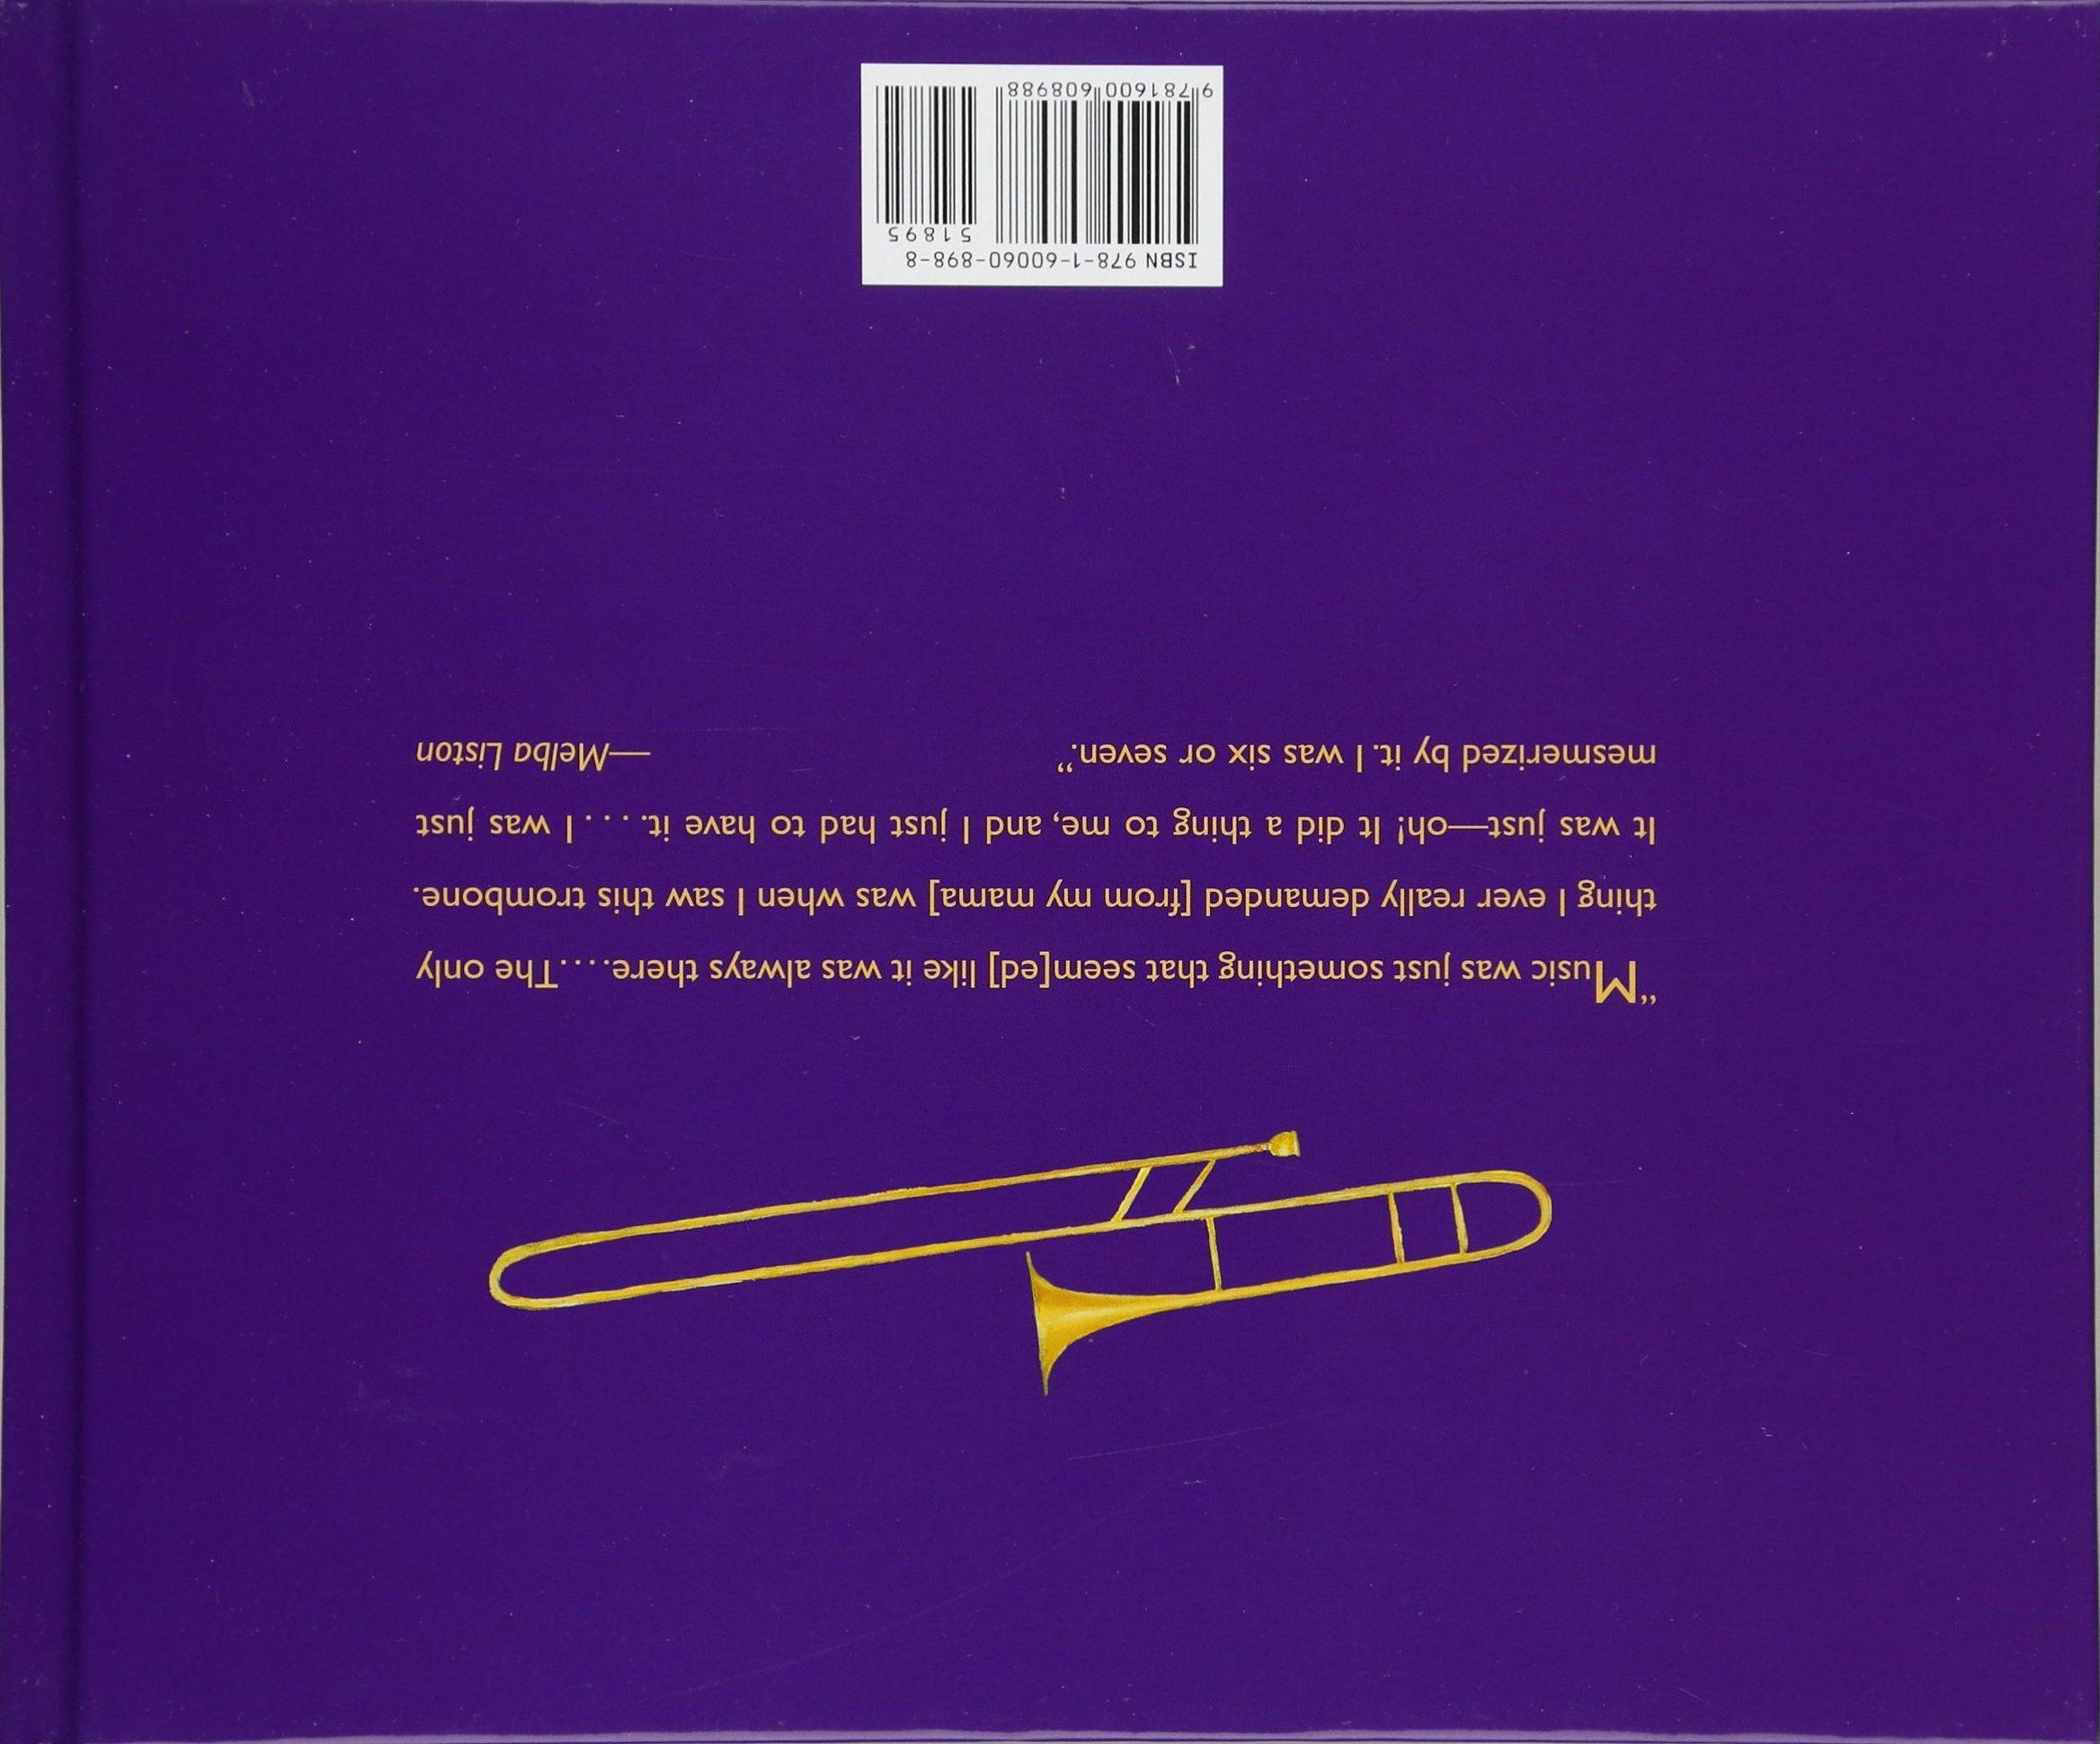 “Music was just something that seem[ed] like it was always there....The only
thing I ever really demanded [from my mama] was when I saw this trombone.
It was just—oh! It did a thing to me, and I just had to have it. . . . I was just
mesmerized by it. I was six or seven.” —Melba Liston
ISBN 978-1-60060-898-8
51895
9781600608988